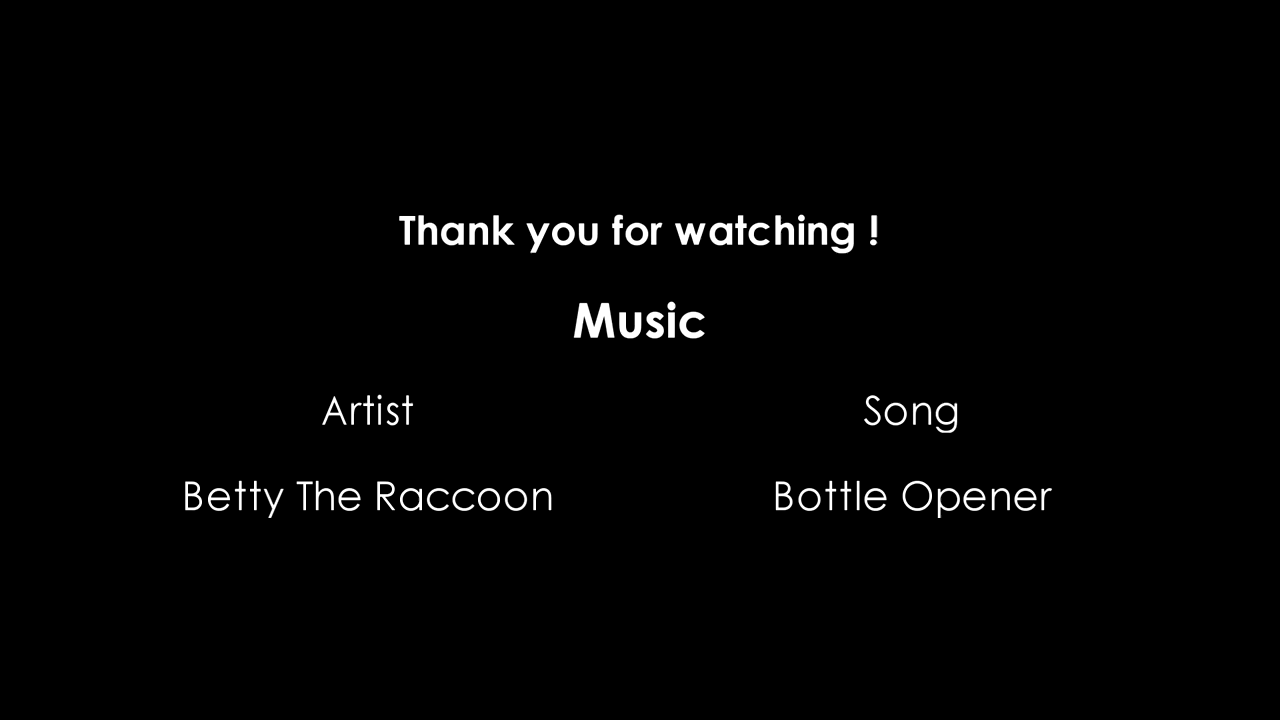 Thank you for watching !
Music
Artist Song
Betty The Raccoon Bottle Opener